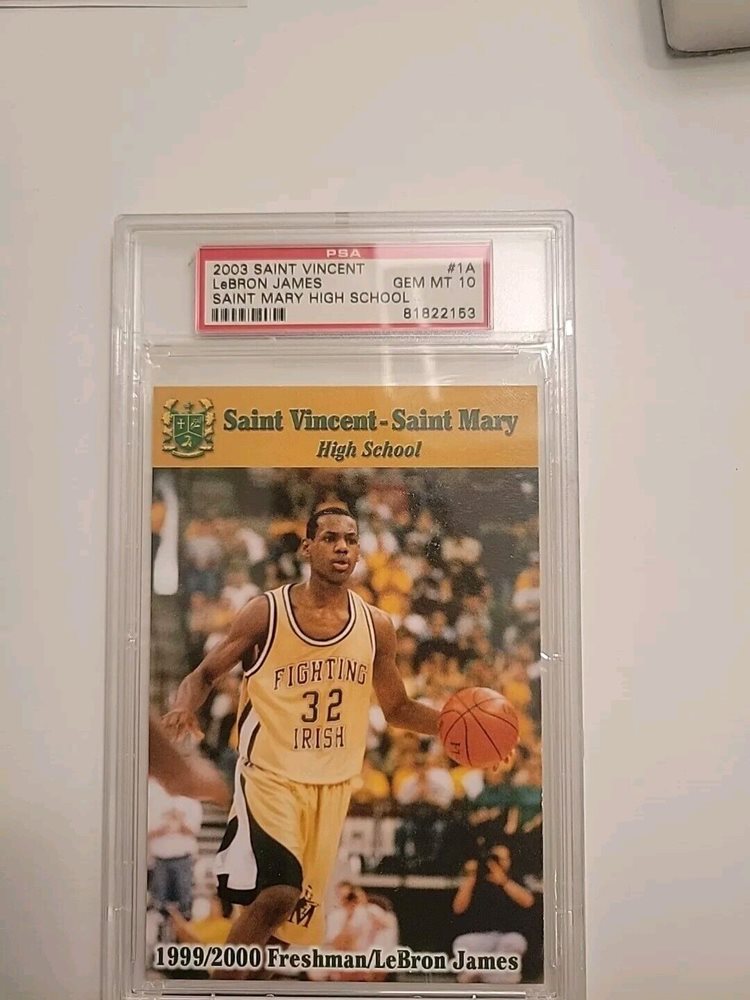 PSA
2003 SAINT VINCENT #1A
LeBRON JAMES GEM MT 10
SAINT MARY HIGH SCHOOL
81822153
Saint Vincent - Saint Mary
High School
FIGHTING
32
IRISH
1999/2000 Freshman/LeBron James